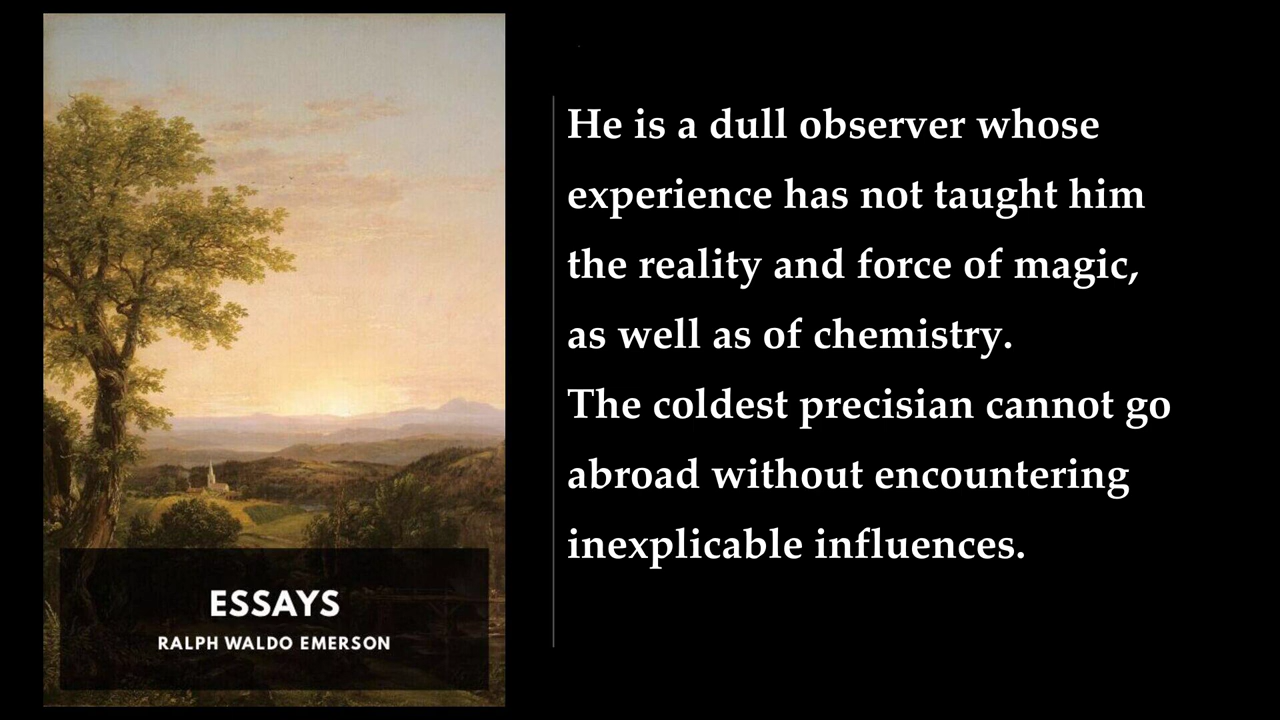 ESSAYS
RALPH WALDO EMERSON
He is a dull observer whose
experience has not taught him
the reality and force of magic,
as well as of chemistry.
The coldest precisian cannot go
abroad without encountering
inexplicable influences.